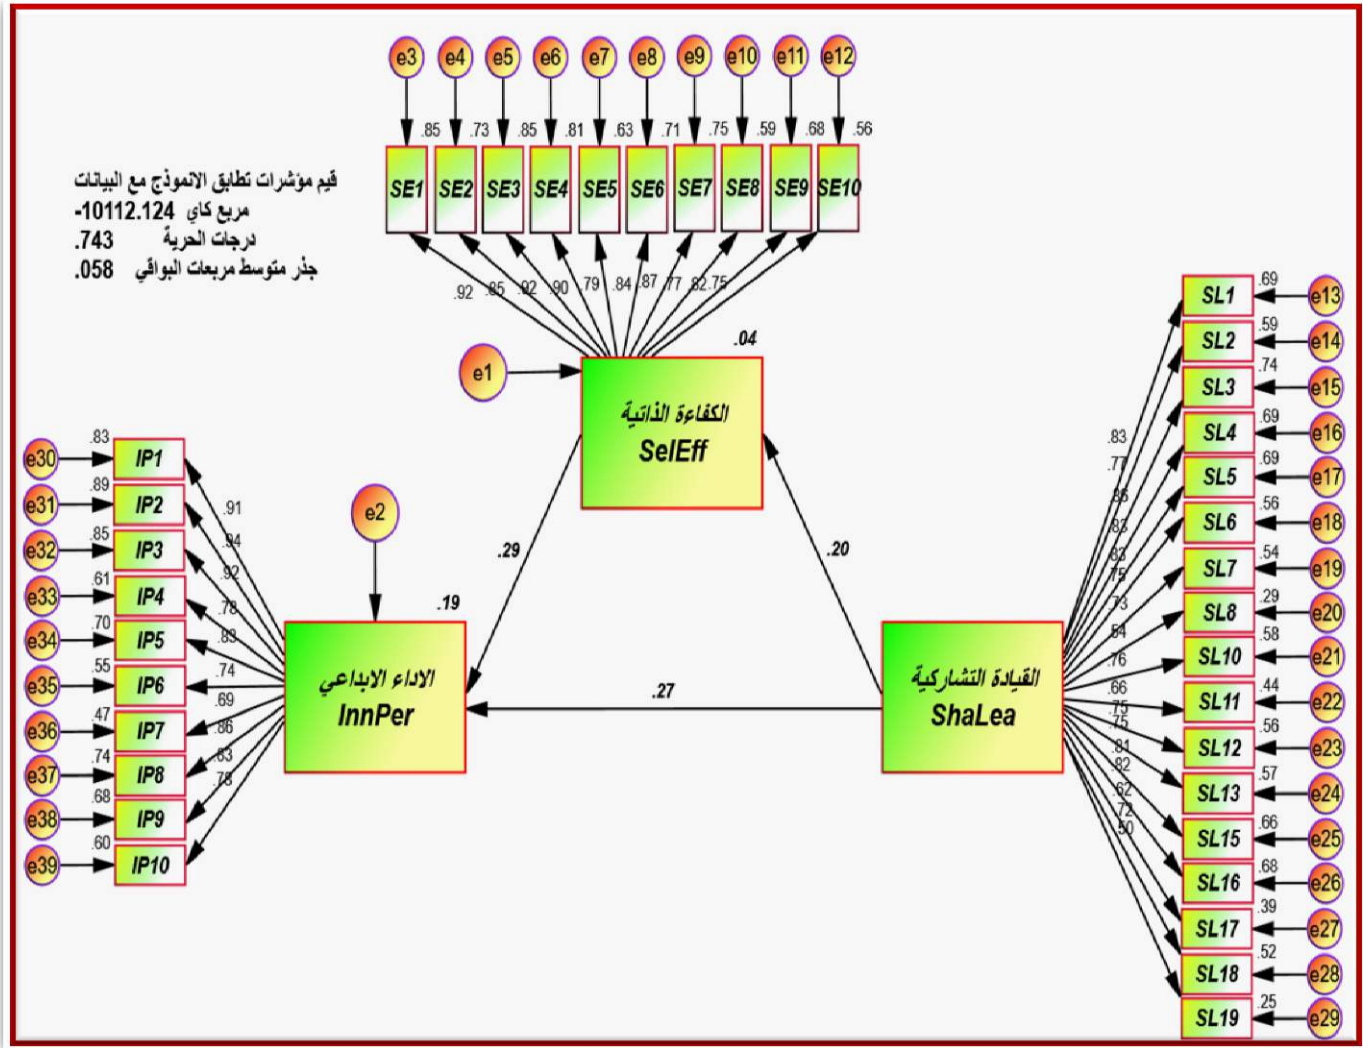 e3 e4 e5 e6 e7 e8 e9 e10 e11 e12
.85 .73 .85 .81 .63 .71 .75 .59 .68 .56
SE1 SE2 SE3 SE4 SE5 SE6 SE7 SE8 SE9 SE10
قيم مؤشرات تطابق الانموذج مع البيانات
مربع كاي 10112.124-
درجات الحرية .743
جذر متوسط مربعات البواقي .058
.92 .85 .92 .90 .79 .84 .87 .77 .82 .75
.04
e1
الكفاءة الذاتية
SelEff
.29
.20
e2
.19
الاداء الابداعي
InnPer
.27
القيادة التشاركية
ShaLea
e30 .83 IP1
e31 .89 IP2
e32 .85 IP3
e33 .61 IP4
e34 .70 IP5
e35 .55 IP6
e36 .47 IP7
e37 .74 IP8
e38 .68 IP9
e39 .60 IP10
.91
.94
.92
.78
.83
.74
.69
.86
.83
.78
.83
.77
.86
.83
.83
.75
.73
.54
.76
.66
.75
.75
.81
.82
.62
.72
.50
SL1 .69 e13
SL2 .59 e14
SL3 .74 e15
SL4 .69 e16
SL5 .69 e17
SL6 .56 e18
SL7 .54 e19
SL8 .29 e20
SL10 .58 e21
SL11 .44 e22
SL12 .56 e23
SL13 .57 e24
SL15 .66 e25
SL16 .68 e26
SL17 .39 e27
SL18 .52 e28
SL19 .25 e29